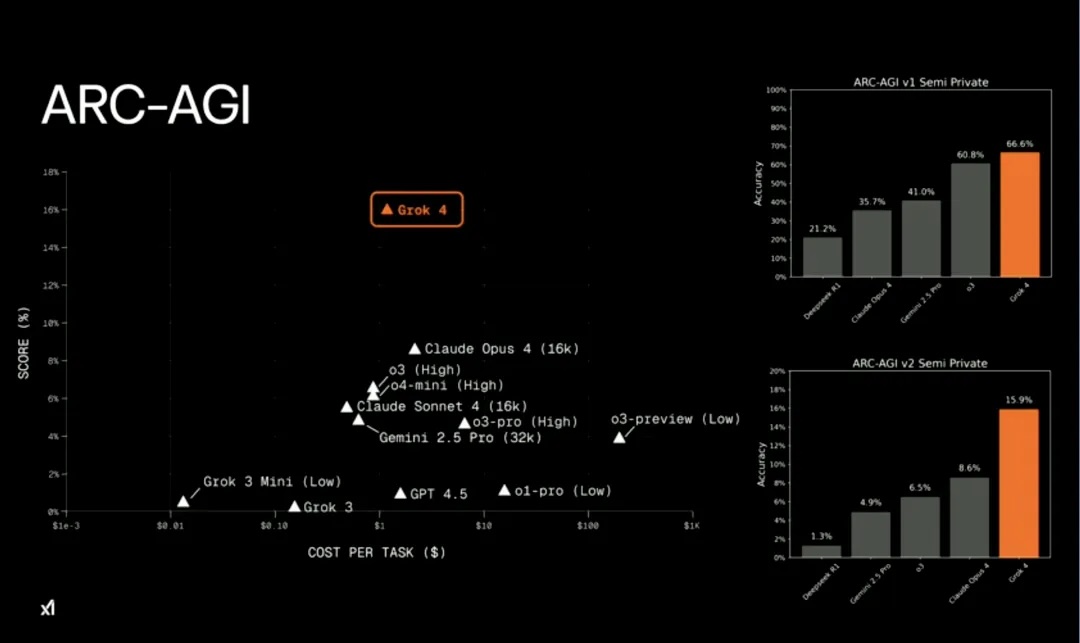 ARC-AGI
SCORE (%)
18%
16%
14%
12%
10%
8%
6%
4%
2%
0%
Grok 4
Claude Opus 4 (16k)
o3 (High)
o4-mini (High)
Claude Sonnet 4 (16k)
o3-pro (High)
o3-preview (Low)
Gemini 2.5 Pro (32k)
Grok 3 Mini (Low)
GPT 4.5
o1-pro (Low)
Grok 3
$1e-3 $0.01 $0.10 $1 $10 $100 $1K
COST PER TASK ($)
xAI
ARC-AGI v1 Semi Private
Accuracy
100%
90%
80%
70%
60%
50%
40%
30%
20%
10%
0%
21.2% 35.7% 41.0% 60.8% 66.6%
Deepseek R1 Claude Opus 4 Gemini 2.5 Pro o3 Grok 4
ARC-AGI v2 Semi Private
Accuracy
20%
18%
16%
14%
12%
10%
8%
6%
4%
2%
0%
1.3% 4.9% 6.5% 8.6% 15.9%
Deepseek R1 Gemini 2.5 Pro o3 Claude Opus 4 Grok 4